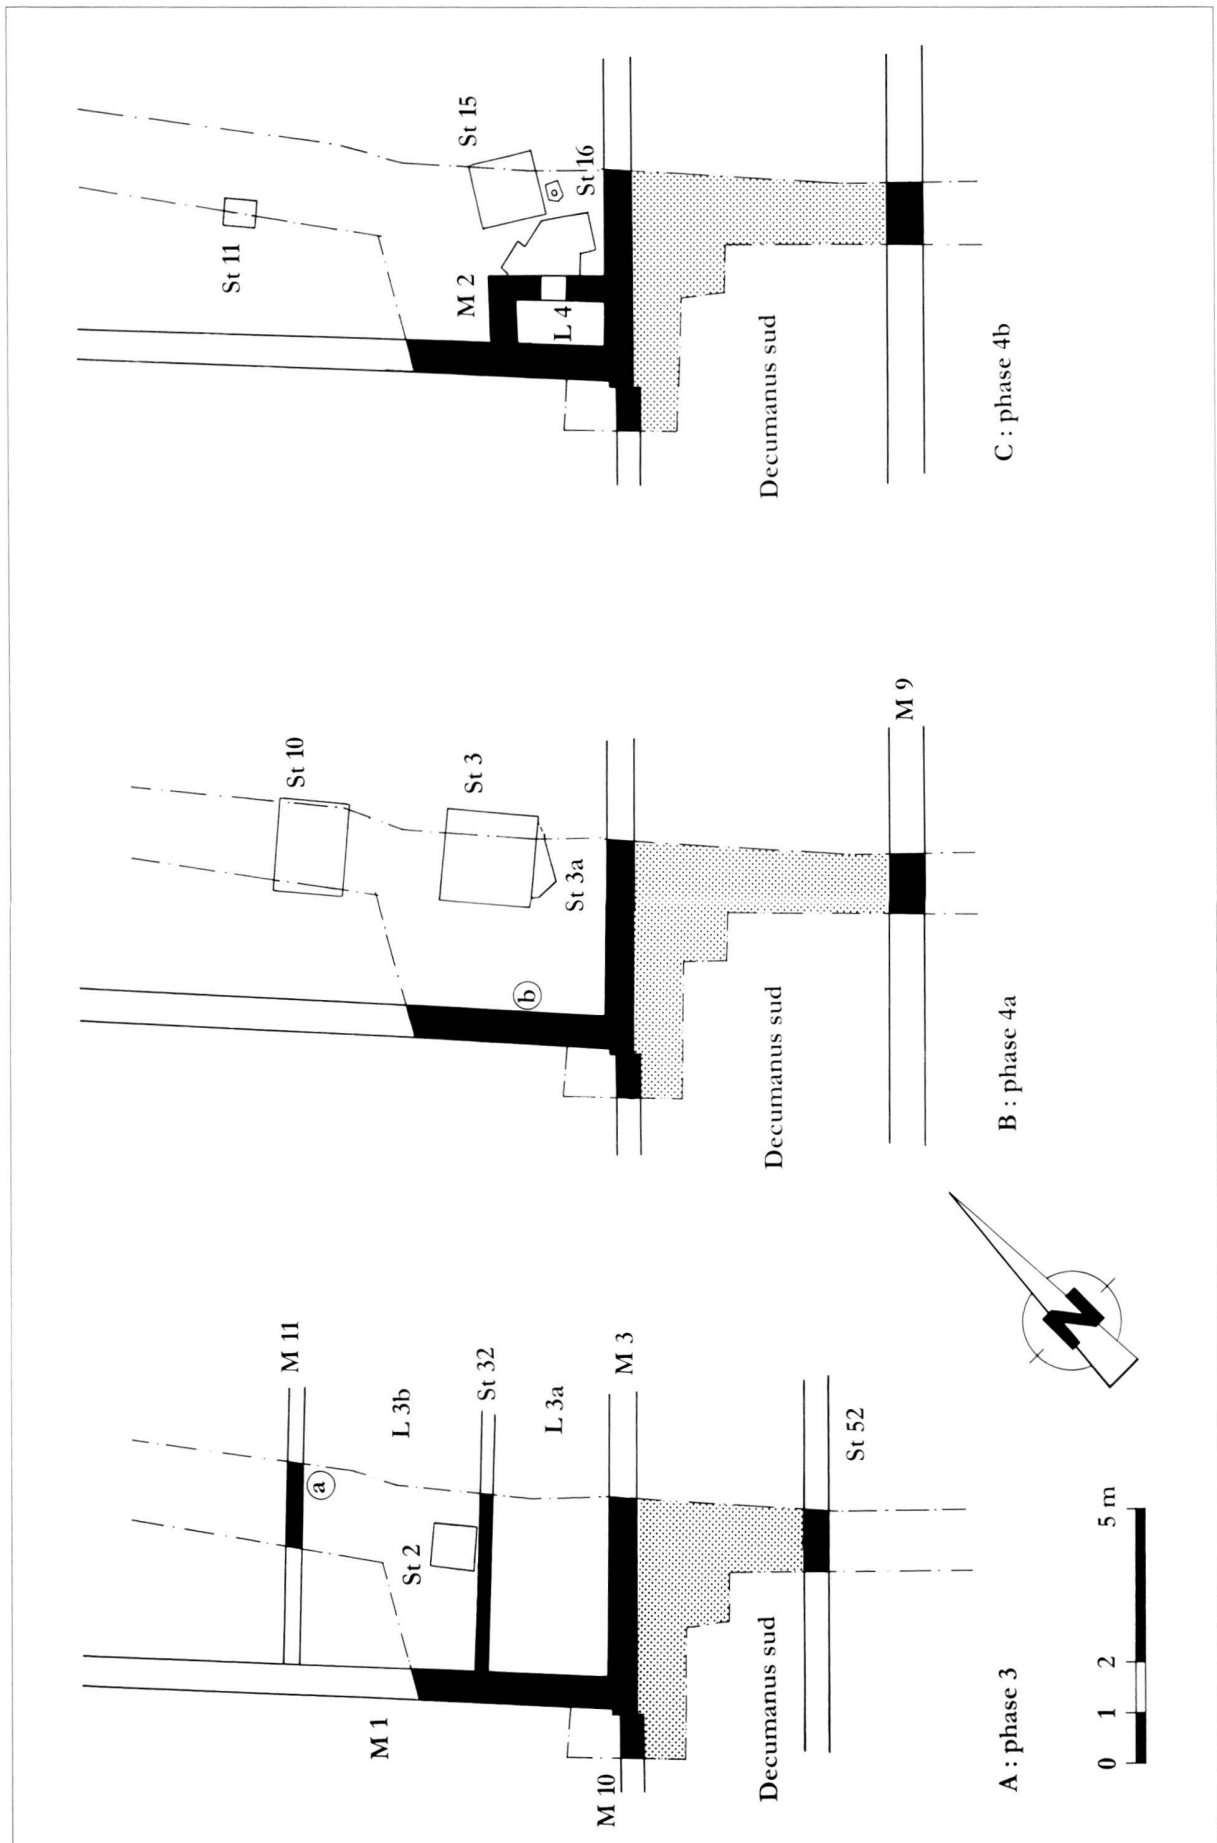 M 11
L 3b
St 32
L 3a
M 3
a
St 2
M 1
M 10
Decumanus sud
St 52
A : phase 3
0 1 2 5 m
N
St 10
St 3
St 3a
b
Decumanus sud
M 9
B : phase 4a
St 15
St 16
St 11
M 2
L 4
Decumanus sud
C : phase 4b